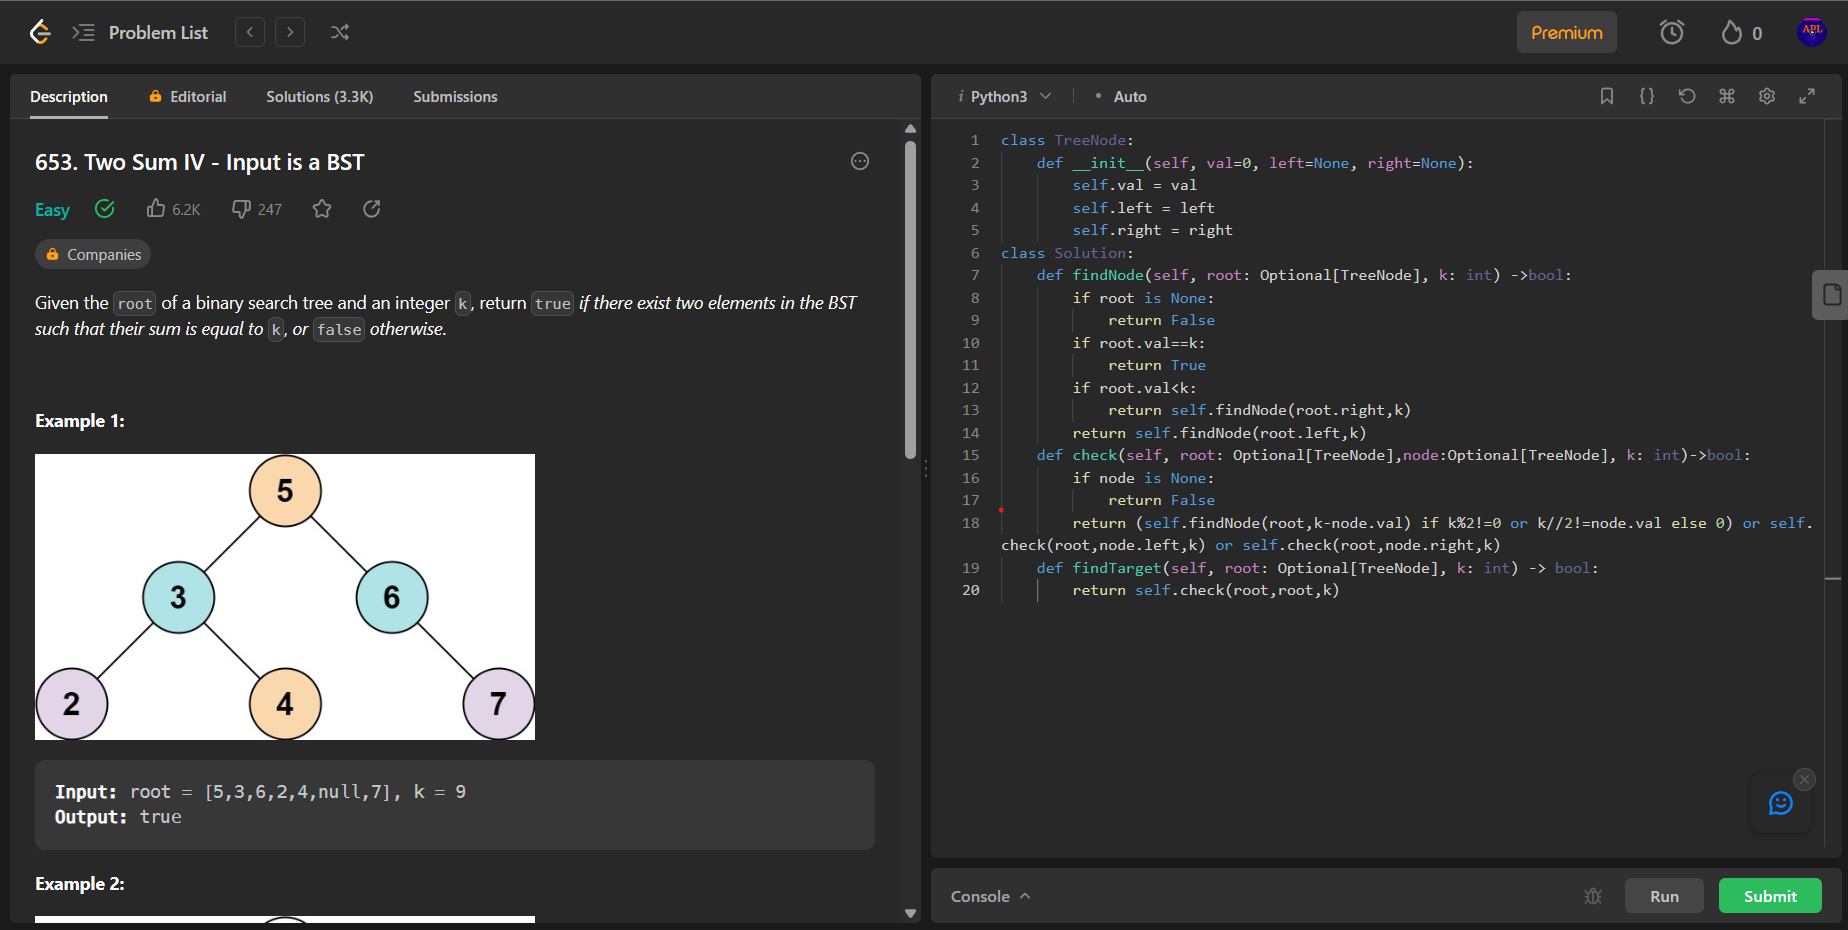 Problem List
Premium
0
APL
Description
Editorial
Solutions (3.3K)
Submissions
653. Two Sum IV - Input is a BST
Easy
6.2K
247
Companies
Given the root of a binary search tree and an integer k, return true if there exist two elements in the BST
such that their sum is equal to k, or false otherwise.
Example 1:
5
3
6
2
4
7
Input: root = [5,3,6,2,4,null,7], k = 9
Output: true
Example 2:
i Python3
• Auto
1 class TreeNode:
2 def __init__(self, val=0, left=None, right=None):
3 self.val = val
4 self.left = left
5 self.right = right
6 class Solution:
7 def findNode(self, root: Optional[TreeNode], k: int) ->bool:
8 if root is None:
9 return False
10 if root.val==k:
11 return True
12 if root.val<k:
13 return self.findNode(root.right,k)
14 return self.findNode(root.left,k)
15 def check(self, root: Optional[TreeNode],node:Optional[TreeNode], k: int)->bool:
16 if node is None:
17 return False
18 return (self.findNode(root,k-node.val) if k%2!=0 or k//2!=node.val else 0) or self.
check(root,node.left,k) or self.check(root,node.right,k)
19 def findTarget(self, root: Optional[TreeNode], k: int) -> bool:
20 return self.check(root,root,k)
Console
Run
Submit